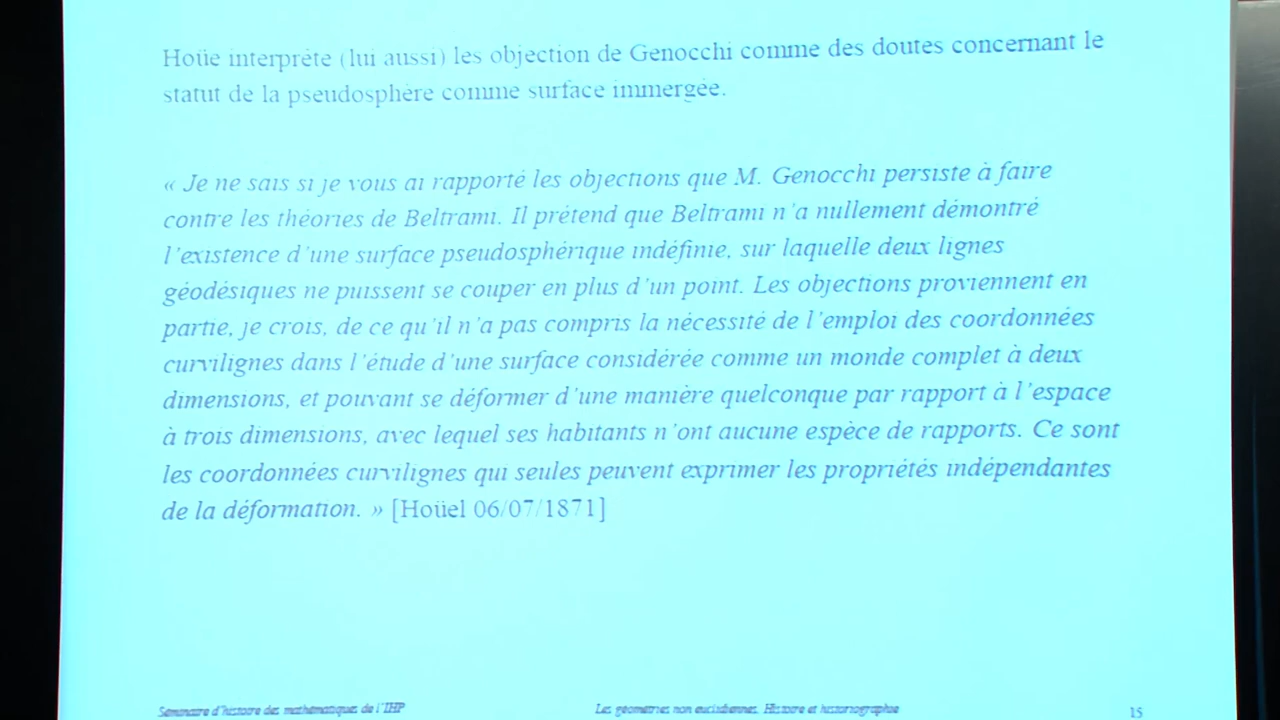 Hoüe interprète (lui aussi) les objection de Genocchi comme des doutes concernant le
statut de la pseudosphère comme surface immergée.
« Je ne sais si je vous ai rapporté les objections que M. Genocchi persiste à faire
contre les théories de Beltrami. Il prétend que Beltrami n'a nullement démontré
l'existence d'une surface pseudosphérique indéfinie, sur laquelle deux lignes
géodésiques ne puissent se couper en plus d'un point. Les objections proviennent en
partie, je crois, de ce qu'il n'a pas compris la nécessité de l'emploi des coordonnées
curvilignes dans l'étude d'une surface considérée comme un monde complet à deux
dimensions, et pouvant se déformer d'une manière quelconque par rapport à l'espace
à trois dimensions, avec lequel ses habitants n'ont aucune espèce de rapports. Ce sont
les coordonnées curvilignes qui seules peuvent exprimer les propriétés indépendantes
de la déformation. » [Hoüel 06/07/1871]
Séminaire d'histoire des mathématiques de l'IHP
Les géométries non euclidiennes. Histoire et historiographie
15